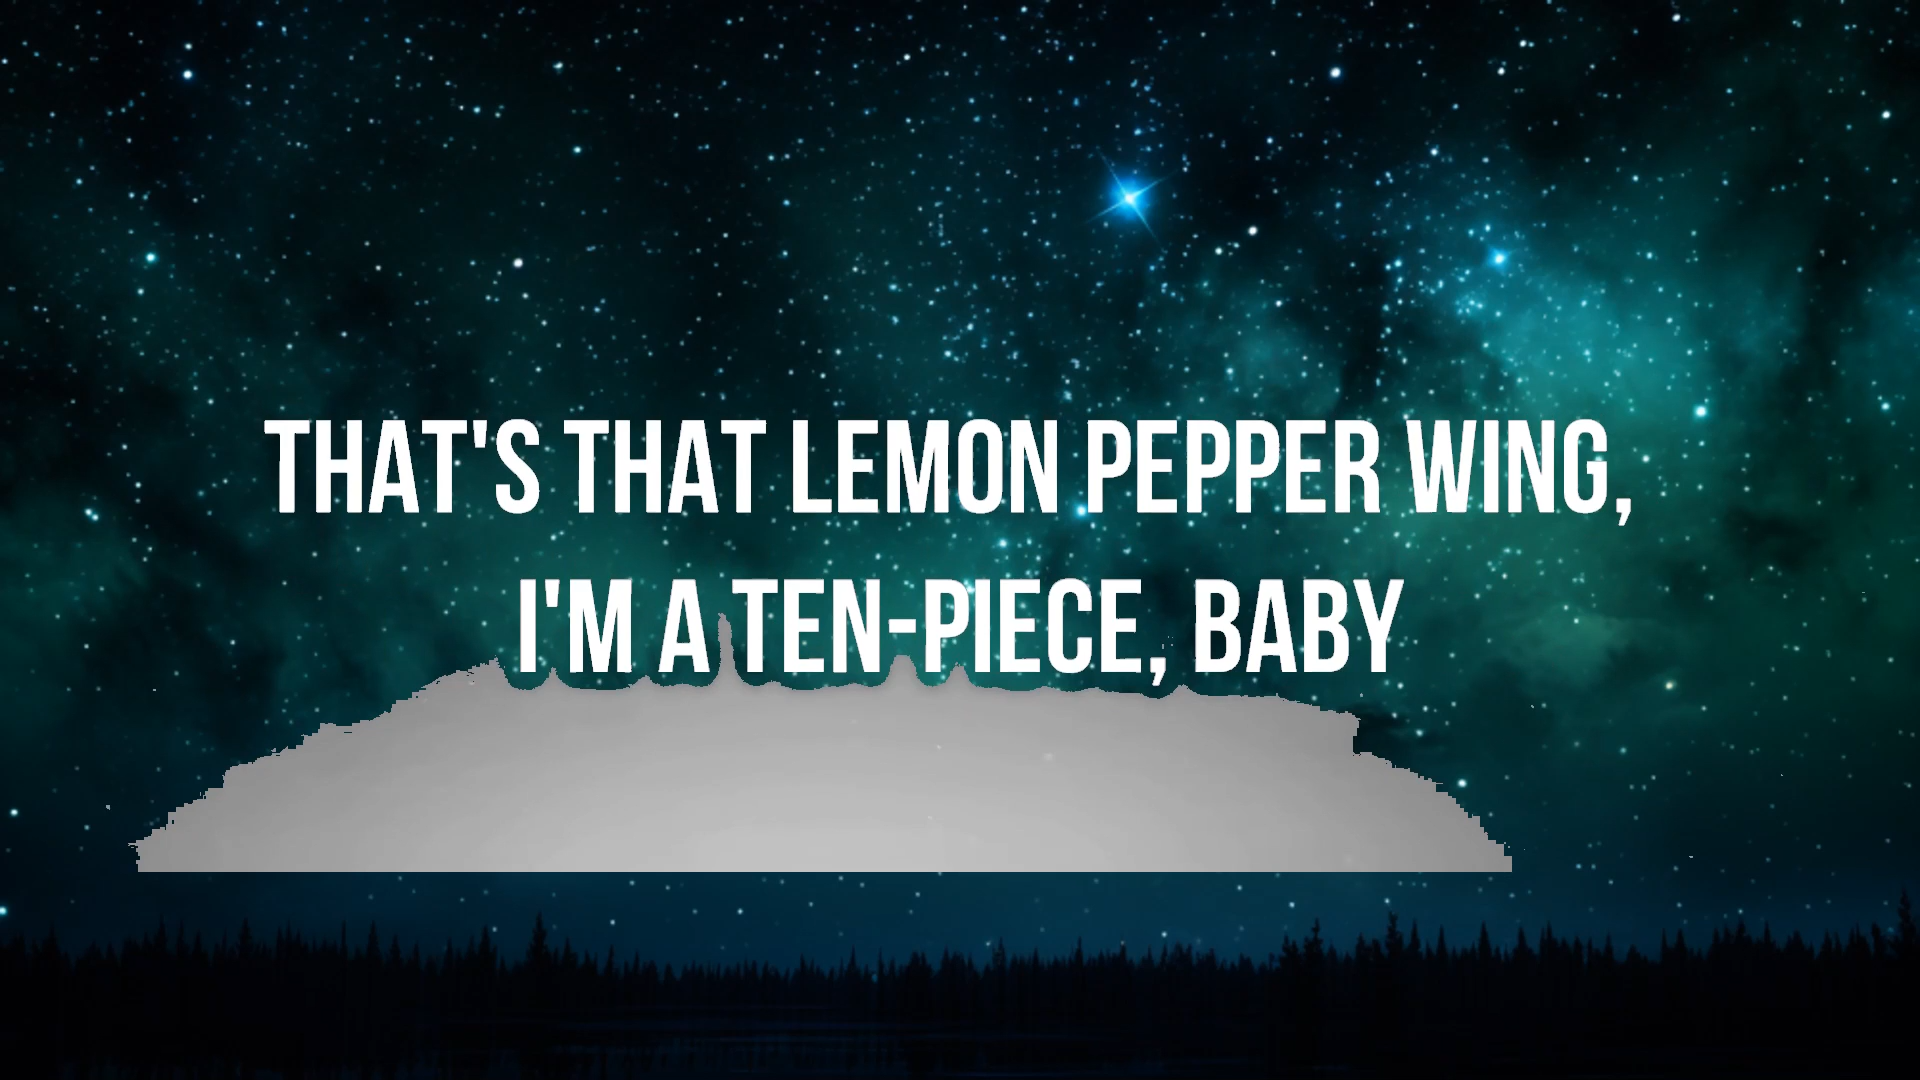 THAT'S THAT LEMON PEPPER WING,
I'M A TEN-PIECE, BABY